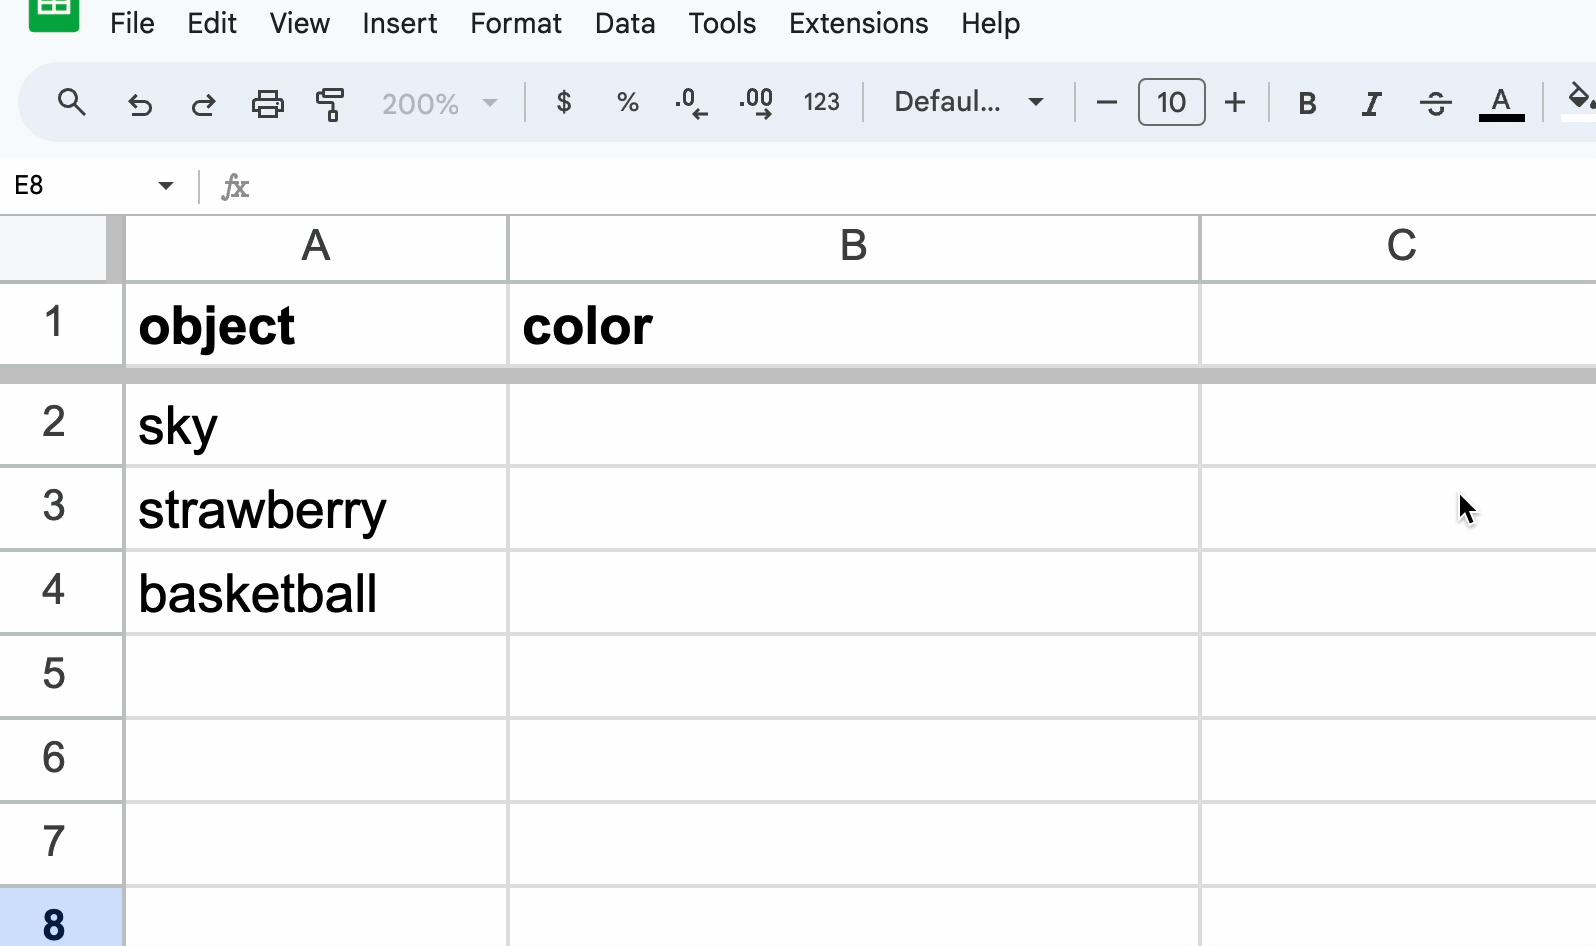 File Edit View Insert Format Data Tools Extensions Help
200% $ % .0 .00 123 Defaul... 10 B I S A
E8 fx
A B C
1 object color
2 sky
3 strawberry
4 basketball
5
6
7
8